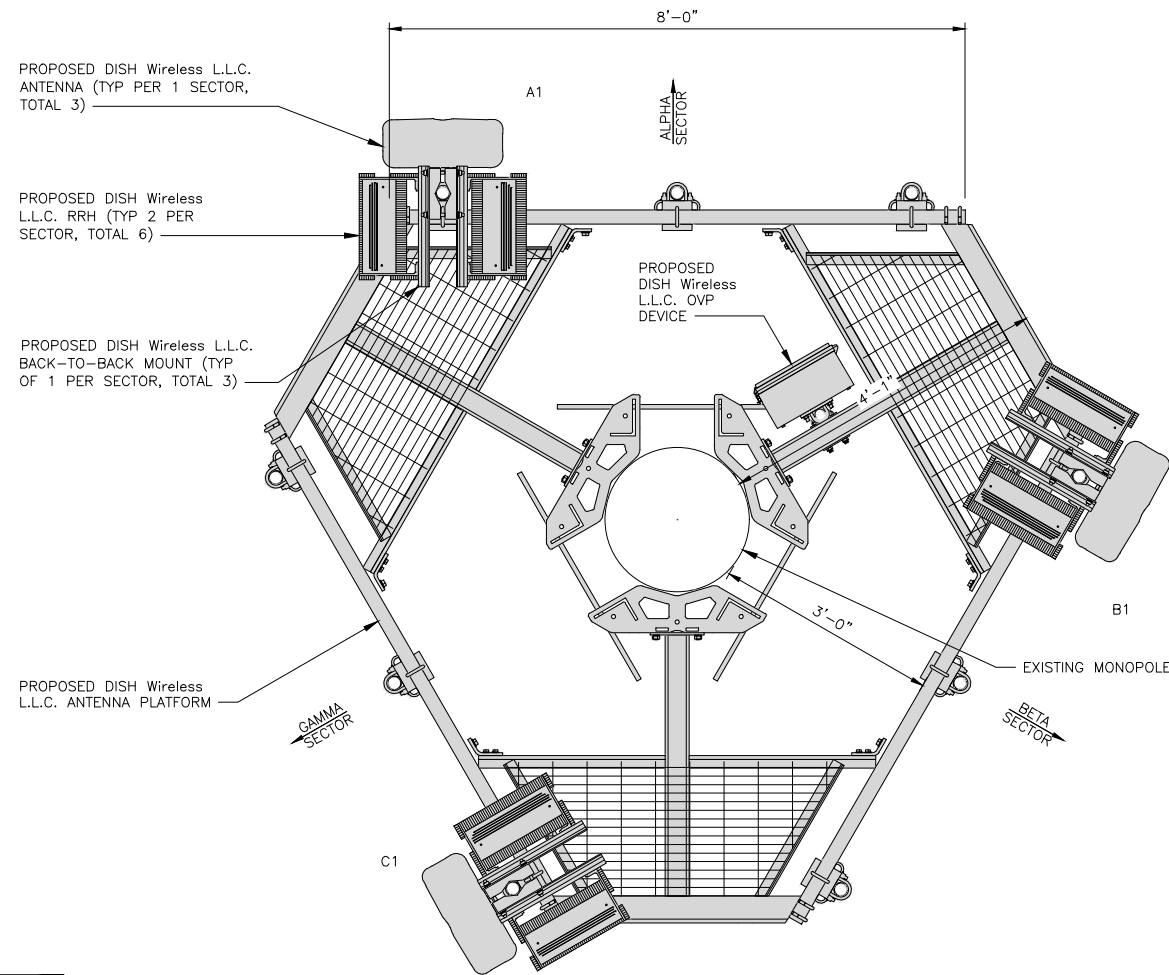 8'-0"
PROPOSED DISH Wireless L.L.C.
ANTENNA (TYP PER 1 SECTOR,
TOTAL 3)
A1
ALPHA
SECTOR
PROPOSED DISH Wireless
L.L.C. RRH (TYP 2 PER
SECTOR, TOTAL 6)
PROPOSED
DISH Wireless
L.L.C. OVP
DEVICE
PROPOSED DISH Wireless L.L.C.
BACK-TO-BACK MOUNT (TYP
OF 1 PER SECTOR, TOTAL 3)
4'-1"
B1
3'-0"
EXISTING MONOPOLE
PROPOSED DISH Wireless
L.L.C. ANTENNA PLATFORM
GAMMA
SECTOR
BETA
SECTOR
C1